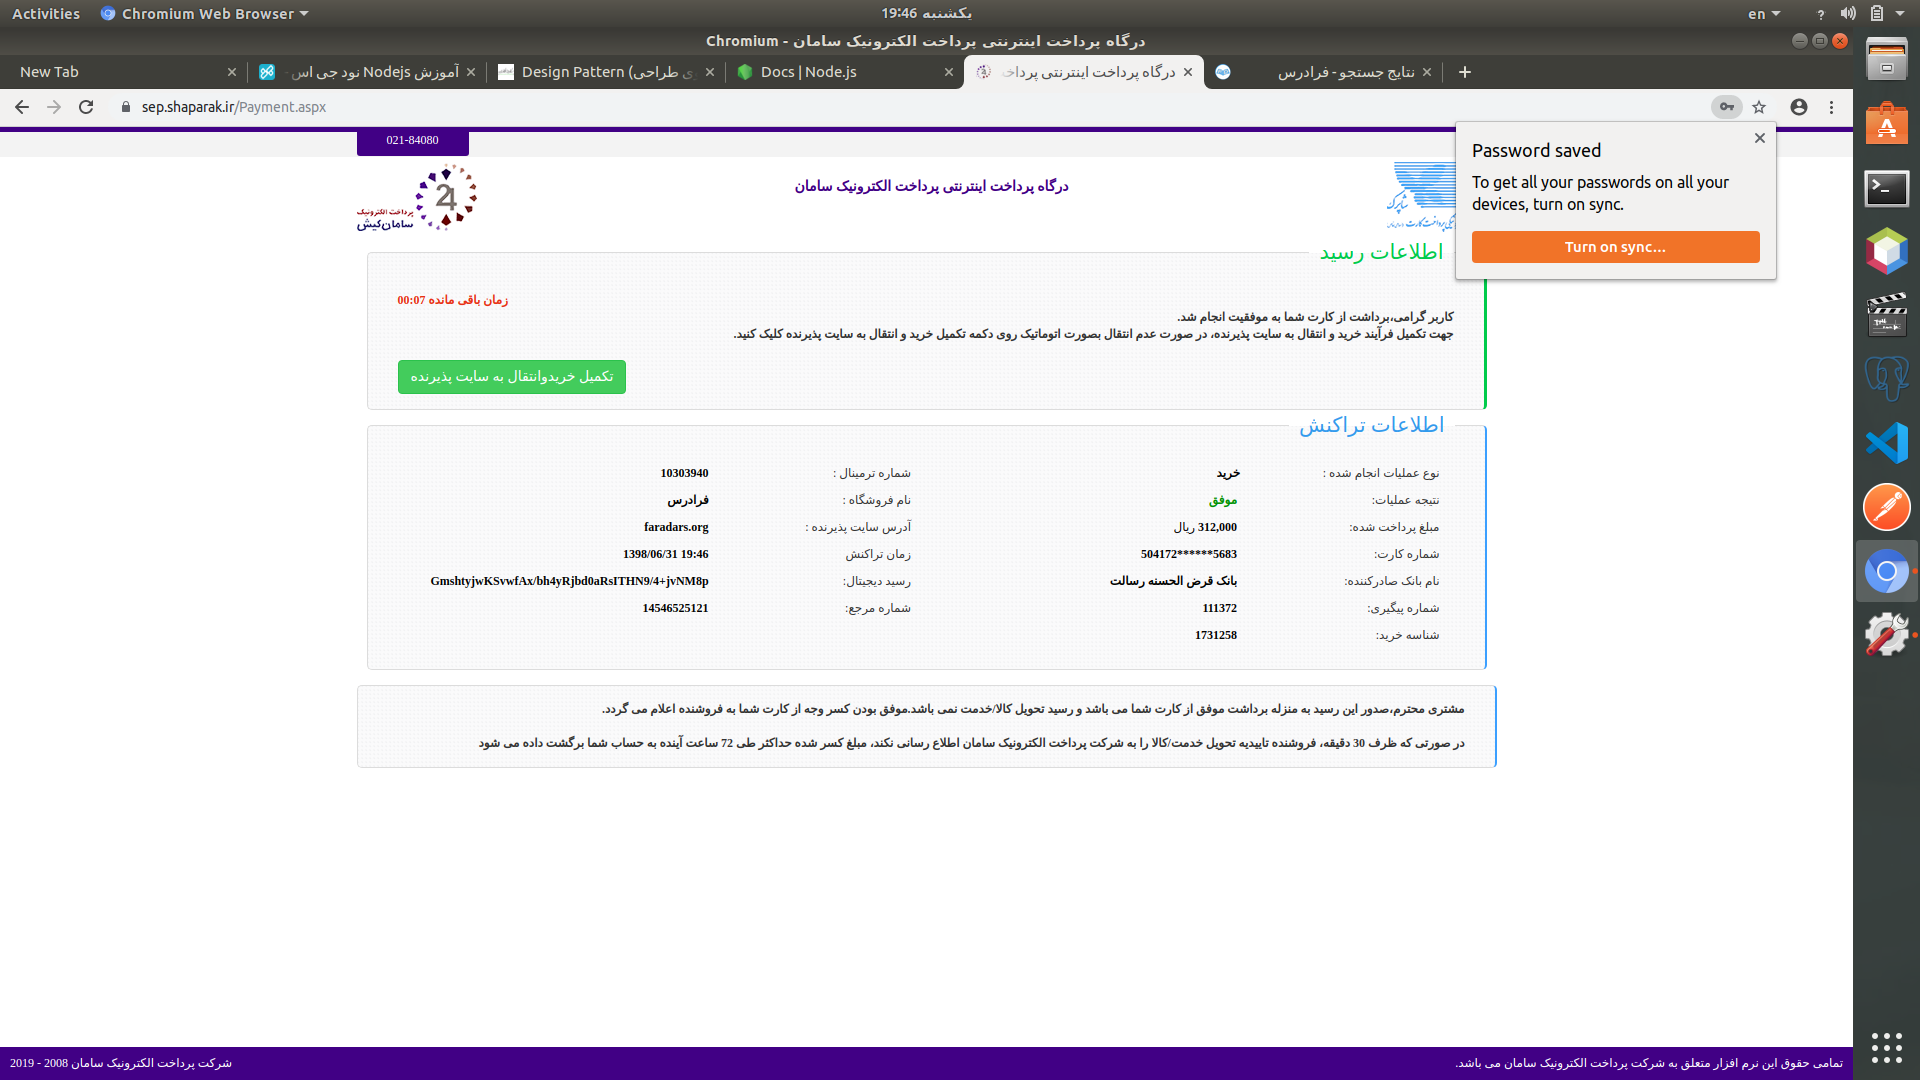 Activities
Chromium Web Browser
یکشنبه 19:46
en
درگاه پرداخت اینترنتی پرداخت الکترونیک سامان - Chromium
New Tab
آموزش Nodejs نود جی اس -
Design Pattern (ی طراحی
Docs | Node.js
درگاه پرداخت اینترنتی پرداخ
نتایج جستجو - فرادرس
sep.shaparak.ir/Payment.aspx
021-84080
Password saved
To get all your passwords on all your
devices, turn on sync.
Turn on sync...
24
پرداخت الکترونیک
سامان‌کیش
درگاه پرداخت اینترنتی پرداخت الکترونیک سامان
شاپرک
اطلاعات رسید
زمان باقی مانده 00:07
کاربر گرامی،برداشت از کارت شما به موفقیت انجام شد.
جهت تکمیل فرآیند خرید و انتقال به سایت پذیرنده، در صورت عدم انتقال بصورت اتوماتیک روی دکمه تکمیل خرید و انتقال به سایت پذیرنده کلیک کنید.
تکمیل خریدوانتقال به سایت پذیرنده
اطلاعات تراکنش
نوع عملیات انجام شده : خرید شماره ترمینال : 10303940
نتیجه عملیات: موفق نام فروشگاه : فرادرس
مبلغ پرداخت شده: 312,000 ریال آدرس سایت پذیرنده : faradars.org
شماره کارت: 504172******5683 زمان تراکنش 1398/06/31 19:46
نام بانک صادرکننده: بانک قرض الحسنه رسالت رسید دیجیتال: GmshtyjwKSvwfAx/bh4yRjbd0aRsITHN9/4+jvNM8p
شماره پیگیری: 111372 شماره مرجع: 14546525121
شناسه خرید: 1731258
مشتری محترم،صدور این رسید به منزله برداشت موفق از کارت شما می باشد و رسید تحویل کالا/خدمت نمی باشد.موفق بودن کسر وجه از کارت شما به فروشنده اعلام می گردد.
در صورتی که ظرف 30 دقیقه، فروشنده تاییدیه تحویل خدمت/کالا را به شرکت پرداخت الکترونیک سامان اطلاع رسانی نکند، مبلغ کسر شده حداکثر طی 72 ساعت آینده به حساب شما برگشت داده می شود
تمامی حقوق این نرم افزار متعلق به شرکت پرداخت الکترونیک سامان می باشد.
شرکت پرداخت الکترونیک سامان 2008 - 2019